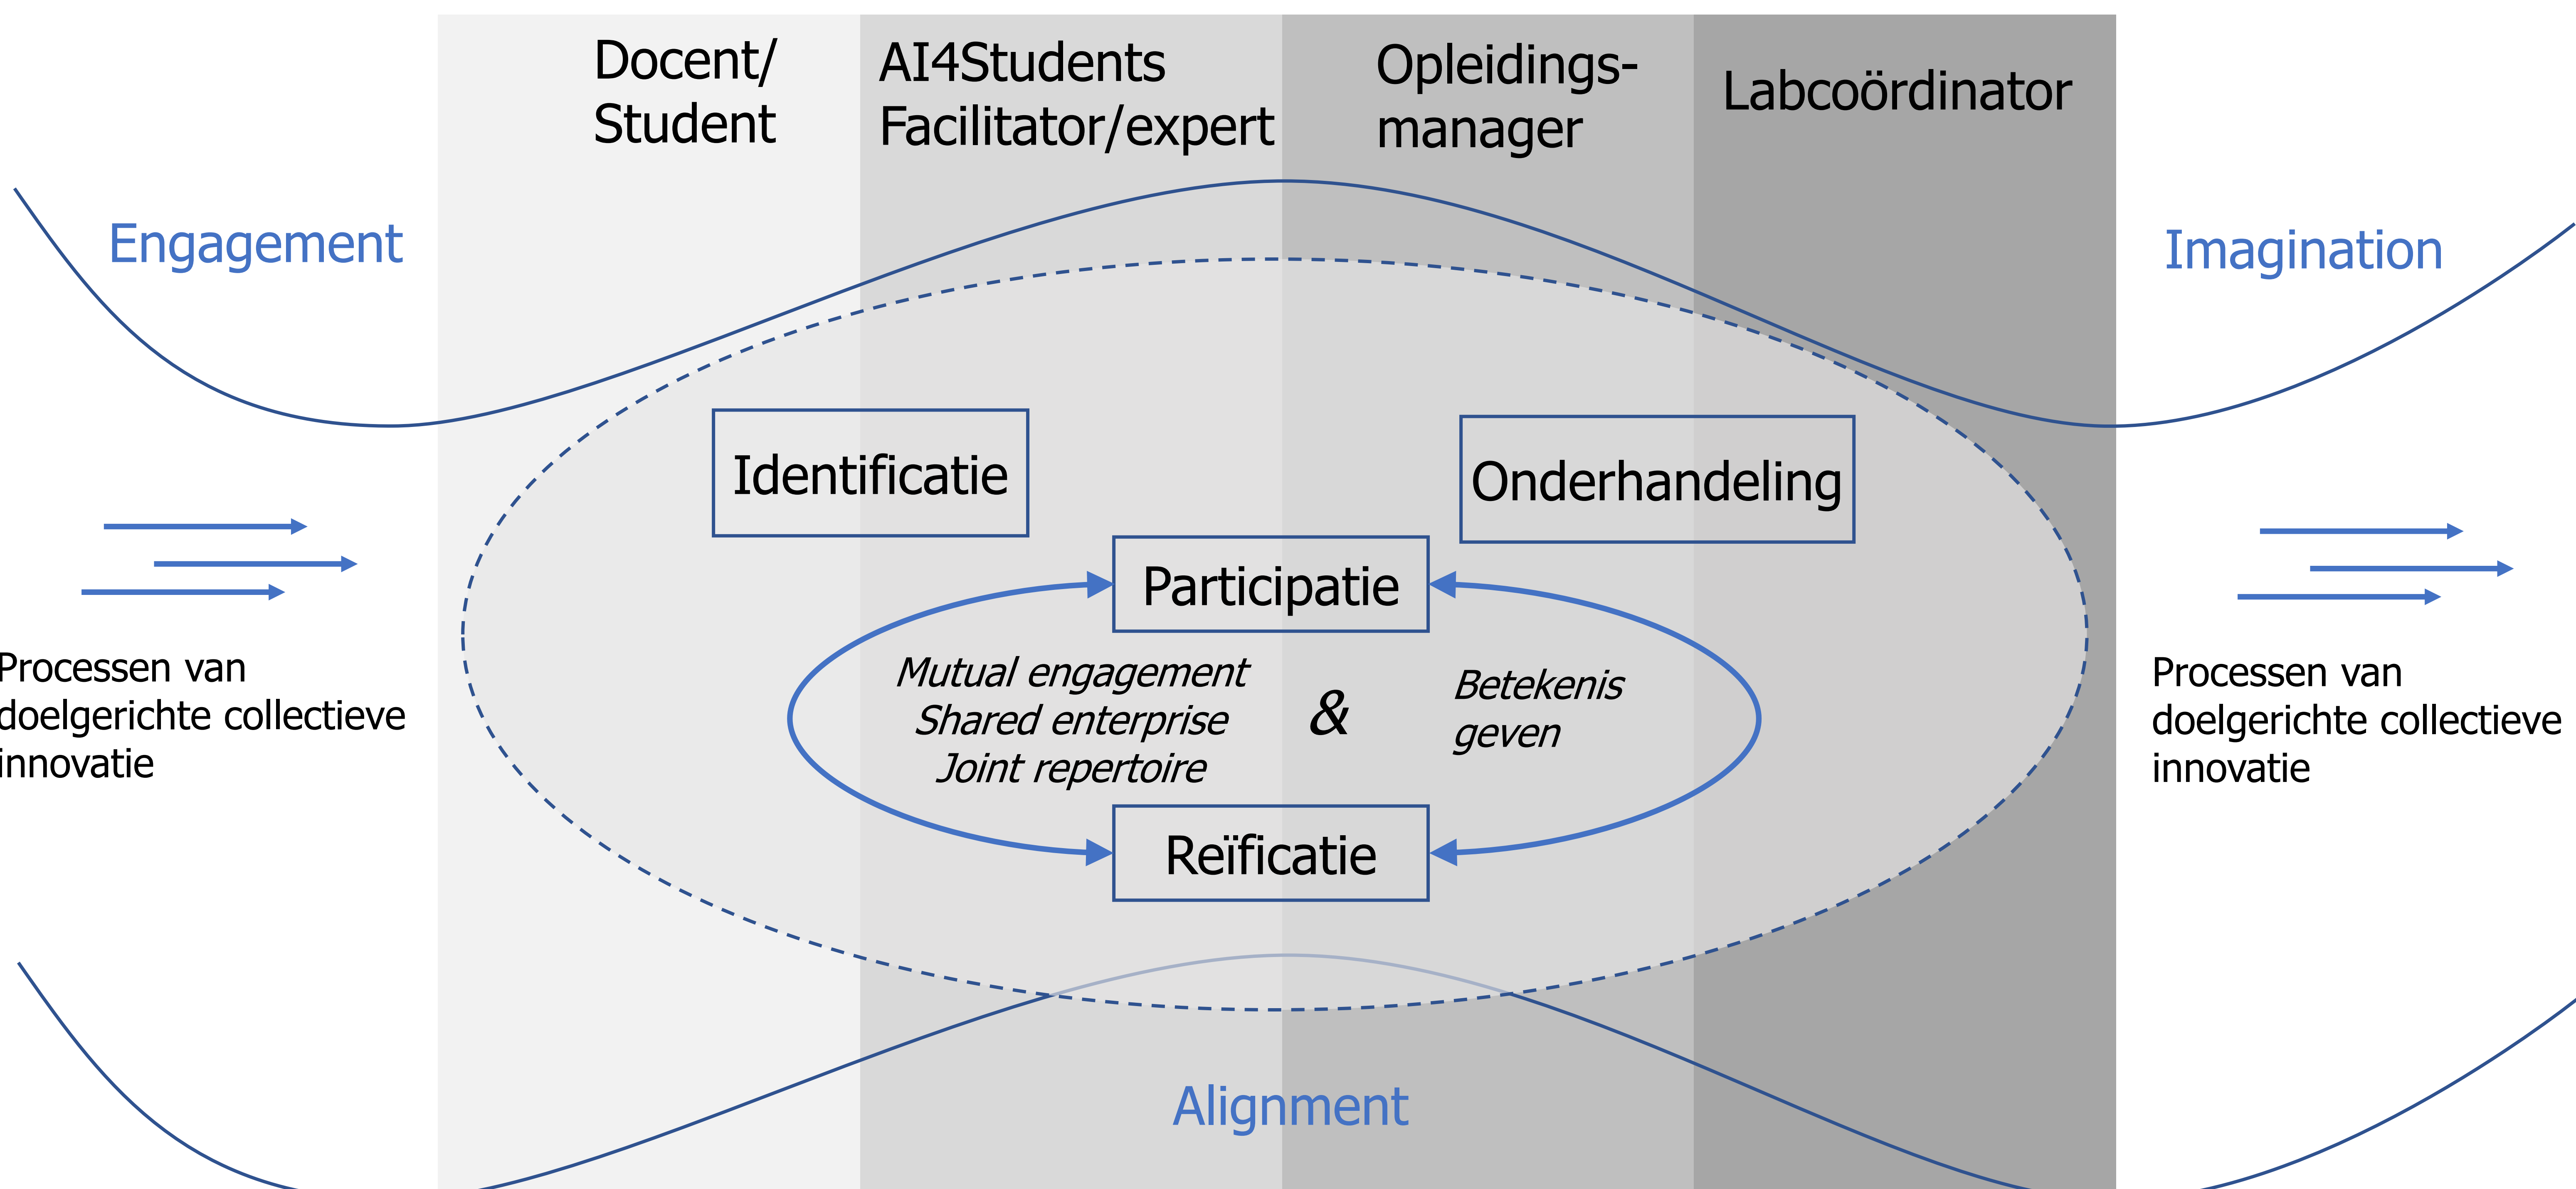 Docent/
Student
AI4Students
Facilitator/expert
Opleidings-
manager
Labcoördinator
Engagement
Imagination
Identificatie
Onderhandeling
Participatie
Mutual engagement
Shared enterprise
Joint repertoire
&
Betekenis
geven
Reïficatie
Processen van
doelgerichte collectieve
innovatie
Processen van
doelgerichte collectieve
innovatie
Alignment